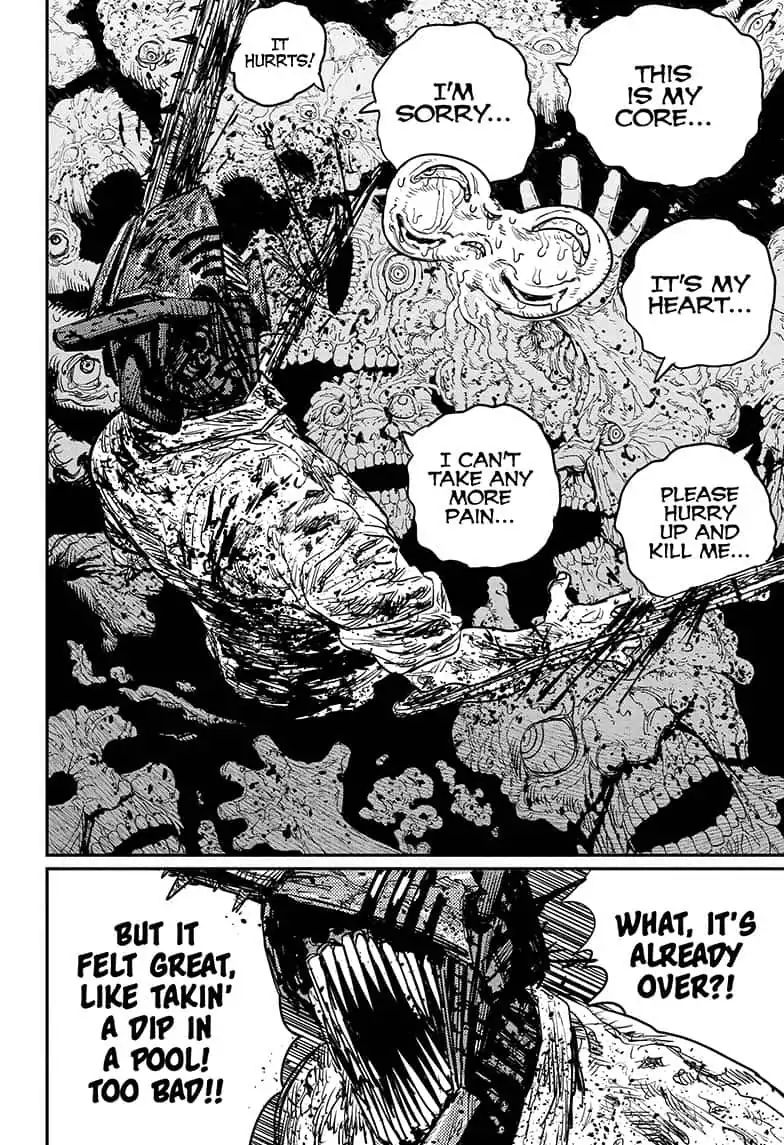 THIS
IS MY
CORE...
I'M
SORRY...
IT
HURRTS!
IT'S MY
HEART...
PLEASE
HURRY
UP AND
KILL ME...
I CAN'T
TAKE ANY
MORE
PAIN...
WHAT, IT'S
ALREADY
OVER?!
BUT IT
FELT GREAT,
LIKE TAKIN'
A DIP IN
A POOL!
TOO BAD!!